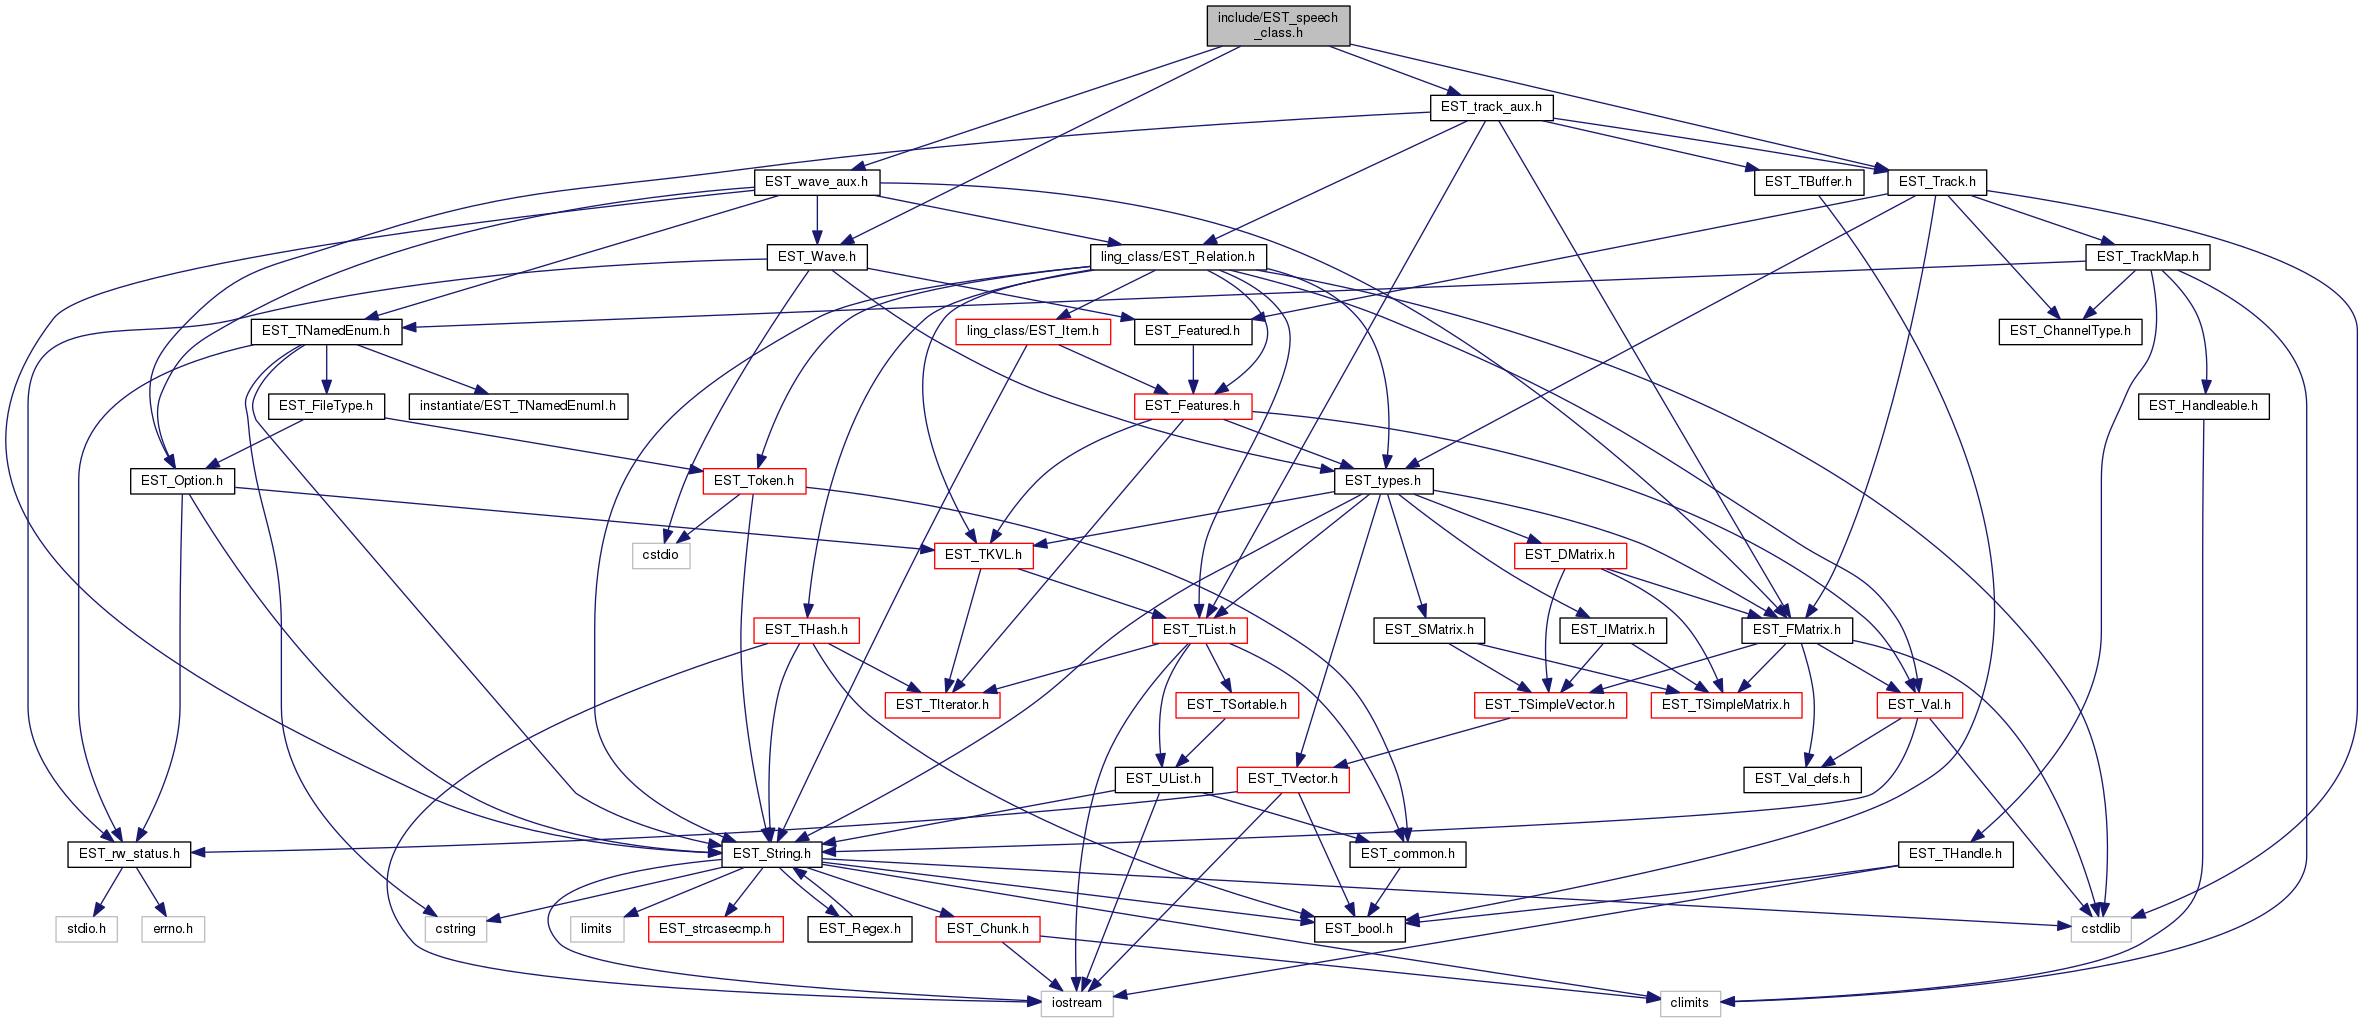 include/EST_speech
_class.h
EST_track_aux.h
EST_wave_aux.h
EST_TBuffer.h
EST_Track.h
EST_Wave.h
ling_class/EST_Relation.h
EST_TrackMap.h
EST_TNamedEnum.h
ling_class/EST_Item.h
EST_Featured.h
EST_ChannelType.h
EST_FileType.h
instantiate/EST_TNamedEnumI.h
EST_Features.h
EST_Handleable.h
EST_Option.h
EST_Token.h
EST_types.h
cstdio
EST_TKVL.h
EST_DMatrix.h
EST_THash.h
EST_TList.h
EST_SMatrix.h
EST_IMatrix.h
EST_FMatrix.h
EST_TIterator.h
EST_TSortable.h
EST_TSimpleVector.h
EST_TSimpleMatrix.h
EST_Val.h
EST_UList.h
EST_TVector.h
EST_Val_defs.h
EST_rw_status.h
EST_String.h
EST_common.h
EST_THandle.h
stdio.h
errno.h
cstring
limits
EST_strcasecmp.h
EST_Regex.h
EST_Chunk.h
EST_bool.h
cstdlib
iostream
climits